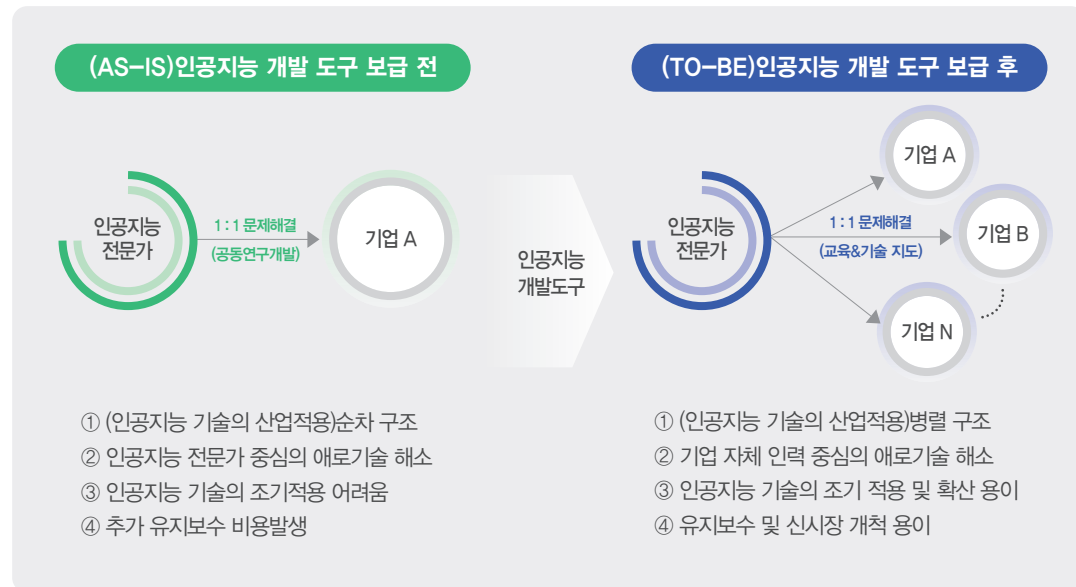 (AS-IS)인공지능 개발 도구 보급 전
인공지능
전문가
1 : 1 문제해결
(공동연구개발)
기업 A
① (인공지능 기술의 산업적용)순차 구조
② 인공지능 전문가 중심의 애로기술 해소
③ 인공지능 기술의 조기적용 어려움
④ 추가 유지보수 비용발생
인공지능
개발도구
(TO-BE)인공지능 개발 도구 보급 후
인공지능
전문가
1 : 1 문제해결
(교육&기술 지도)
기업 A
기업 B
기업 N
① (인공지능 기술의 산업적용)병렬 구조
② 기업 자체 인력 중심의 애로기술 해소
③ 인공지능 기술의 조기 적용 및 확산 용이
④ 유지보수 및 신시장 개척 용이